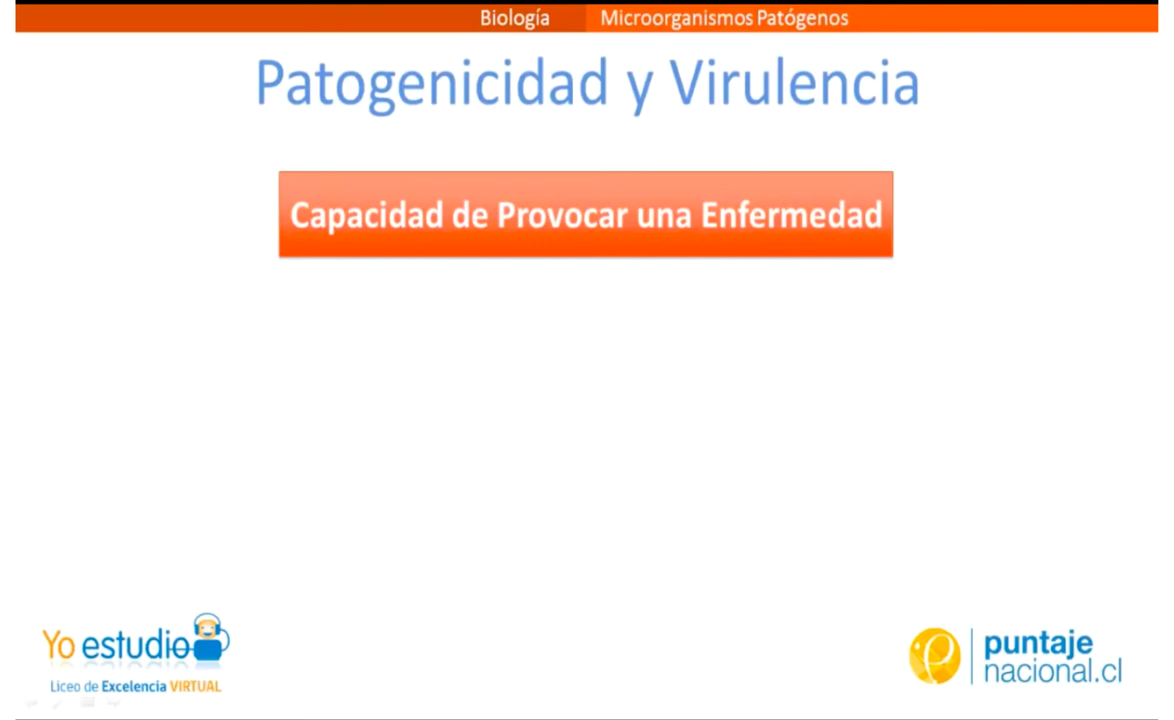 Biología Microorganismos Patógenos
Patogenicidad y Virulencia
Capacidad de Provocar una Enfermedad
Yo estudio
Liceo de Excelencia VIRTUAL
puntaje
nacional.cl